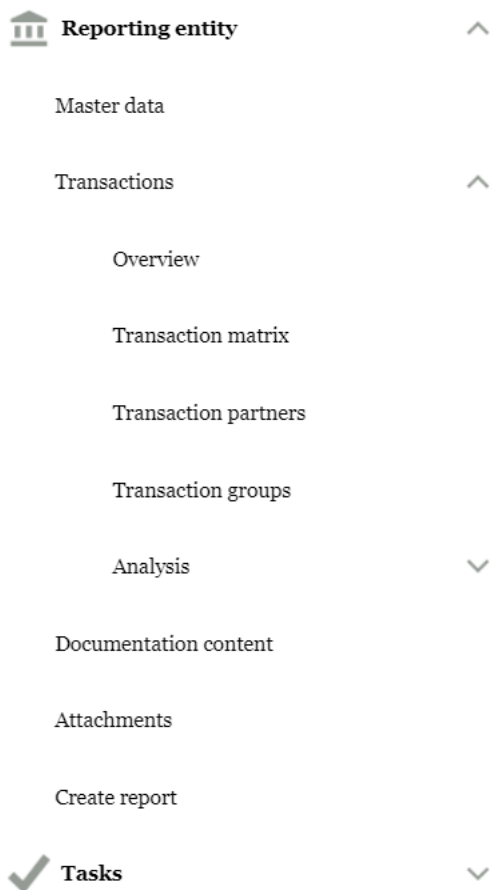 Reporting entity
Master data
Transactions
Overview
Transaction matrix
Transaction partners
Transaction groups
Analysis
Documentation content
Attachments
Create report
Tasks